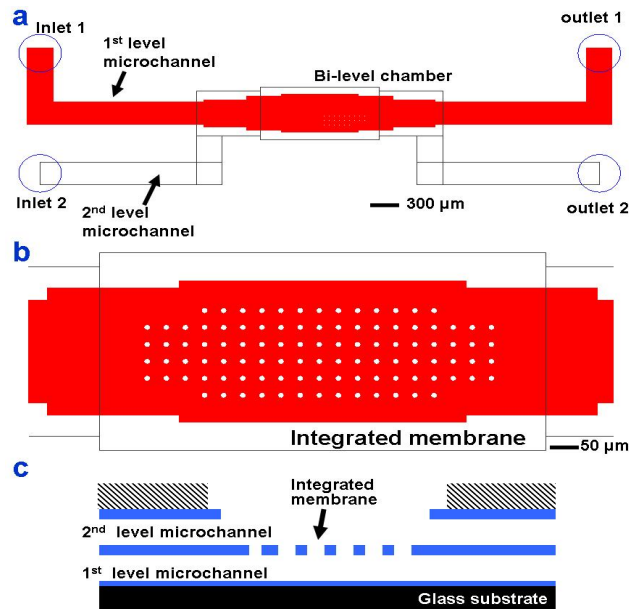 a
Inlet 1
outlet 1
1st level
microchannel
Bi-level chamber
Inlet 2
2nd level
microchannel
300 µm
outlet 2
b
Integrated membrane
50 µm
c
Integrated
membrane
2nd level microchannel
1st level microchannel
Glass substrate